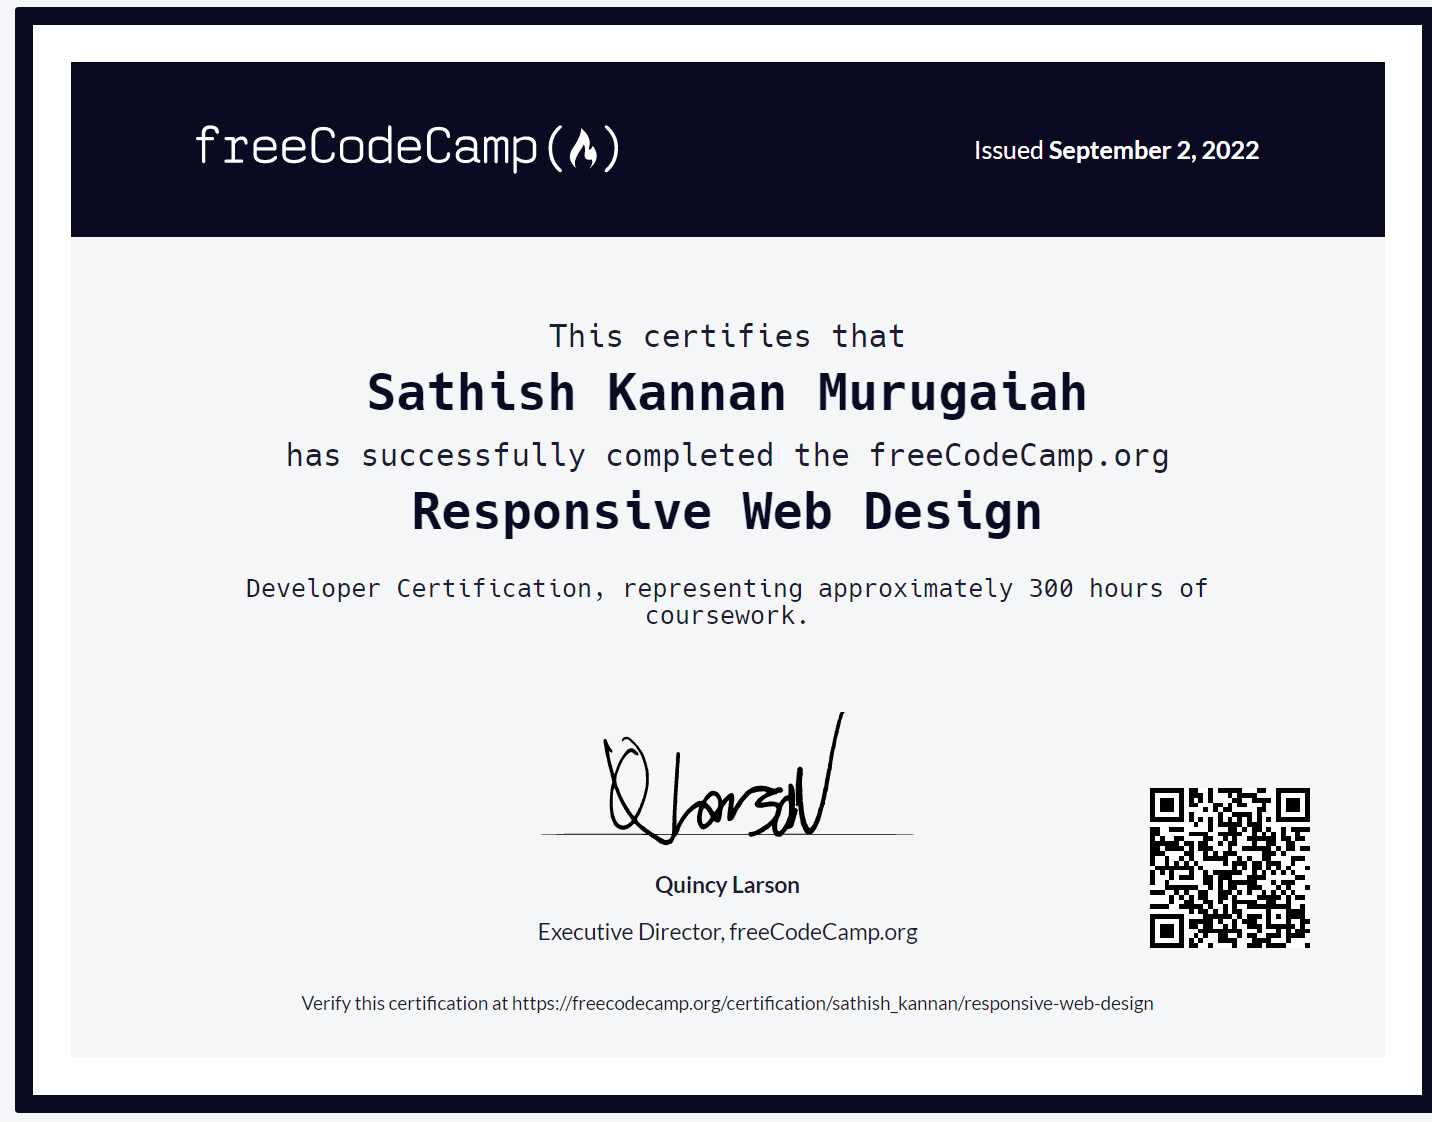 freeCodeCamp
Issued September 2, 2022
This certifies that
Sathish Kannan Murugaiah
has successfully completed the freeCodeCamp.org
Responsive Web Design
Developer Certification, representing approximately 300 hours of
coursework.
Q Larson
Quincy Larson
Executive Director, freeCodeCamp.org
Verify this certification at https://freecodecamp.org/certification/sathish_kannan/responsive-web-design